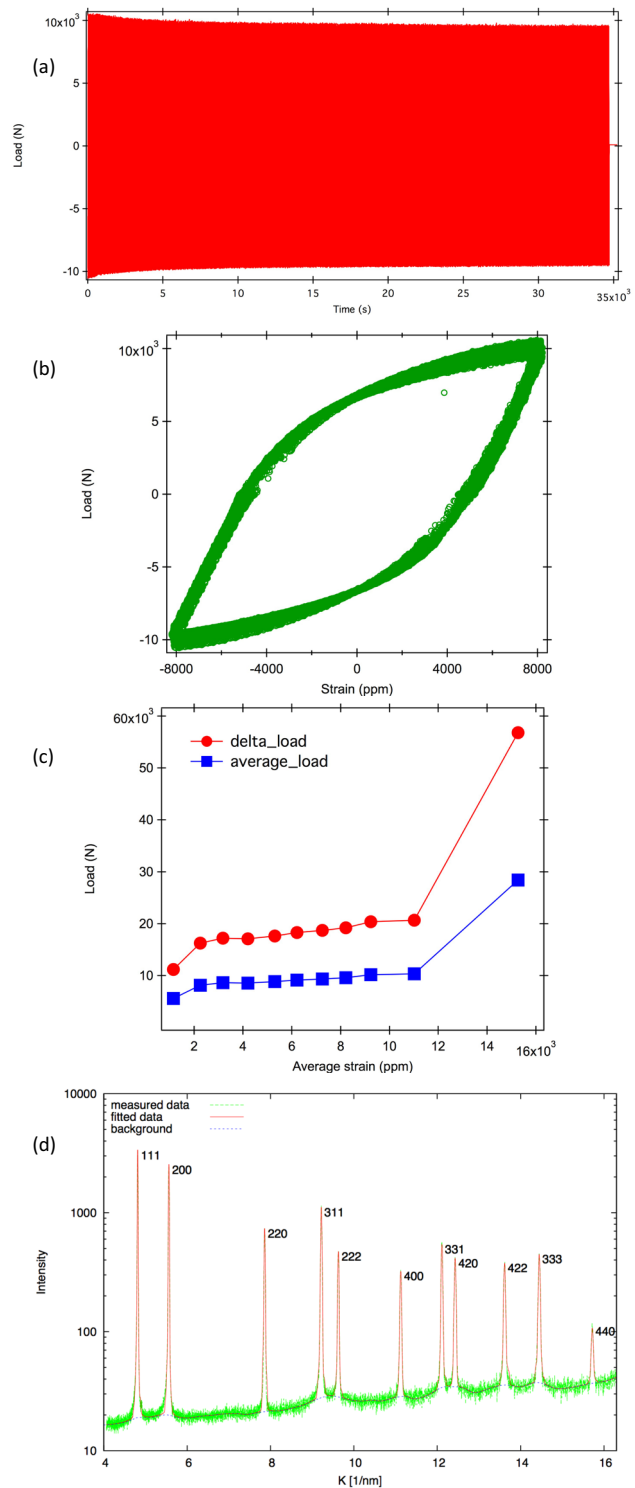 10x10³
(a)
5
Load (N)
0
-5
-10
0 5 10 15 20 25 30 35x10³
Time (s)
10x10³
(b)
5
Load (N)
0
-5
-10
-8000 -4000 0 4000 8000
Strain (ppm)
60x10³
delta_load
(c)
average_load
50
40
Load (N)
30
20
10
2 4 6 8 10 12 14 16x10³
Average strain (ppm)
10000
measured data
fitted data
background
(d)
111
200
1000
220
311
222
400
331
420
422
333
440
Intensity
100
10
4 6 8 10 12 14 16
K [1/nm]